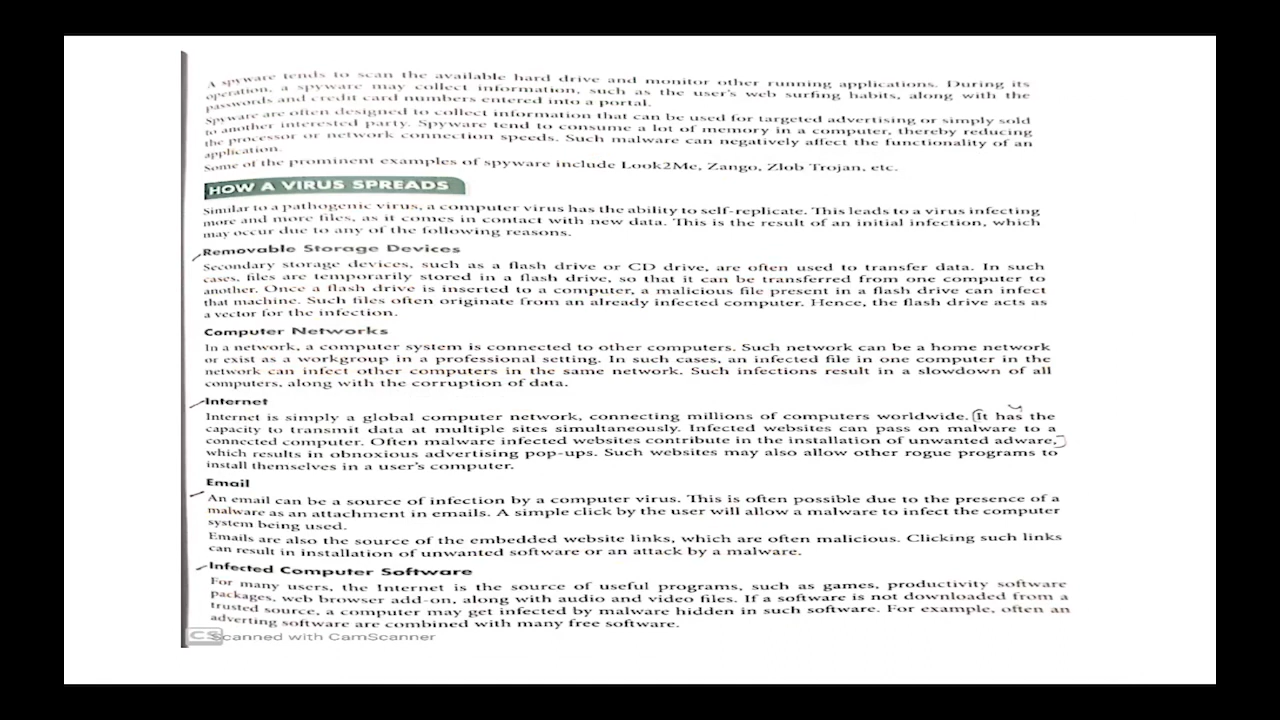 A spyware tends to scan the available hard drive and monitor other running applications. During its
operation, a spyware may collect information, such as the user's web surfing habits, along with the
passwords and credit card numbers entered into a portal.
Spyware are often designed to collect information that can be used for targeted advertising or simply sold
to another interested party. Spyware tend to consume a lot of memory in a computer, thereby reducing
the processor or network connection speeds. Such malware can negatively affect the functionality of an
application.
Some of the prominent examples of spyware include Look2Me, Zango, Zlob Trojan, etc.
HOW A VIRUS SPREADS
Similar to a pathogenic virus, a computer virus has the ability to self-replicate. This leads to a virus infecting
more and more files, as it comes in contact with new data. This is the result of an initial infection, which
may occur due to any of the following reasons.
Removable Storage Devices
Secondary storage devices, such as a flash drive or CD drive, are often used to transfer data. In such
cases, files are temporarily stored in a flash drive, so that it can be transferred from one computer to
another. Once a flash drive is inserted to a computer, a malicious file present in a flash drive can infect
that machine. Such files often originate from an already infected computer. Hence, the flash drive acts as
a vector for the infection.
Computer Networks
In a network, a computer system is connected to other computers. Such network can be a home network
or exist as a workgroup in a professional setting. In such cases, an infected file in one computer in the
network can infect other computers in the same network. Such infections result in a slowdown of all
computers, along with the corruption of data.
Internet
Internet is simply a global computer network, connecting millions of computers worldwide. It has the
capacity to transmit data at multiple sites simultaneously. Infected websites can pass on malware to a
connected computer. Often malware infected websites contribute in the installation of unwanted adware,
which results in obnoxious advertising pop-ups. Such websites may also allow other rogue programs to
install themselves in a user's computer.
Email
An email can be a source of infection by a computer virus. This is often possible due to the presence of a
malware as an attachment in emails. A simple click by the user will allow a malware to infect the computer
system being used.
Emails are also the source of the embedded website links, which are often malicious. Clicking such links
can result in installation of unwanted software or an attack by a malware.
Infected Computer Software
For many users, the Internet is the source of useful programs, such as games, productivity software
packages, web browser add-on, along with audio and video files. If a software is not downloaded from a
trusted source, a computer may get infected by malware hidden in such software. For example, often an
adverting software are combined with many free software.
CS Scanned with CamScanner